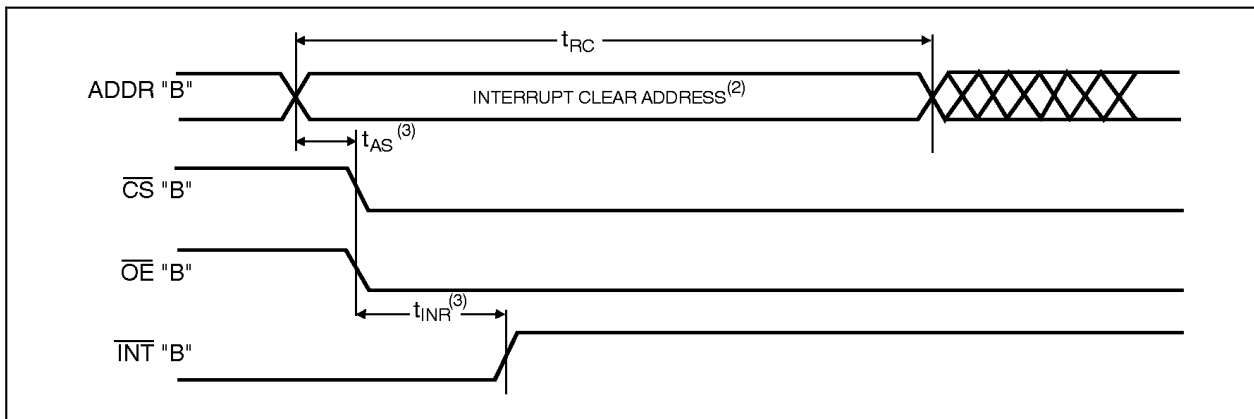 tRC
ADDR "B"
INTERRUPT CLEAR ADDRESS(2)
tAS(3)
CS "B"
OE "B"
tINR(3)
INT "B"